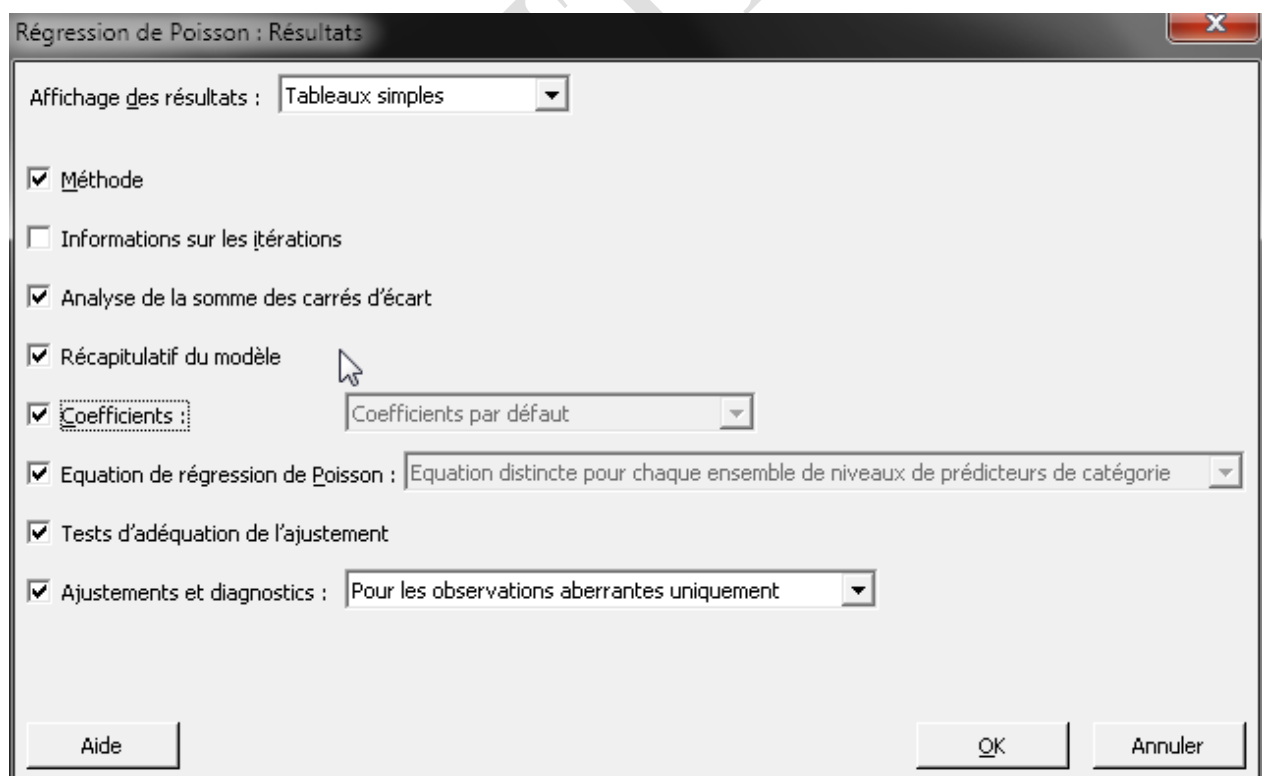 Régression de Poisson : Résultats
Affichage des résultats : Tableaux simples
Méthode
Informations sur les itérations
Analyse de la somme des carrés d'écart
Récapitulatif du modèle
Coefficients : Coefficients par défaut
Equation de régression de Poisson : Equation distincte pour chaque ensemble de niveaux de prédicteurs de catégorie
Tests d'adéquation de l'ajustement
Ajustements et diagnostics : Pour les observations aberrantes uniquement
Aide OK Annuler